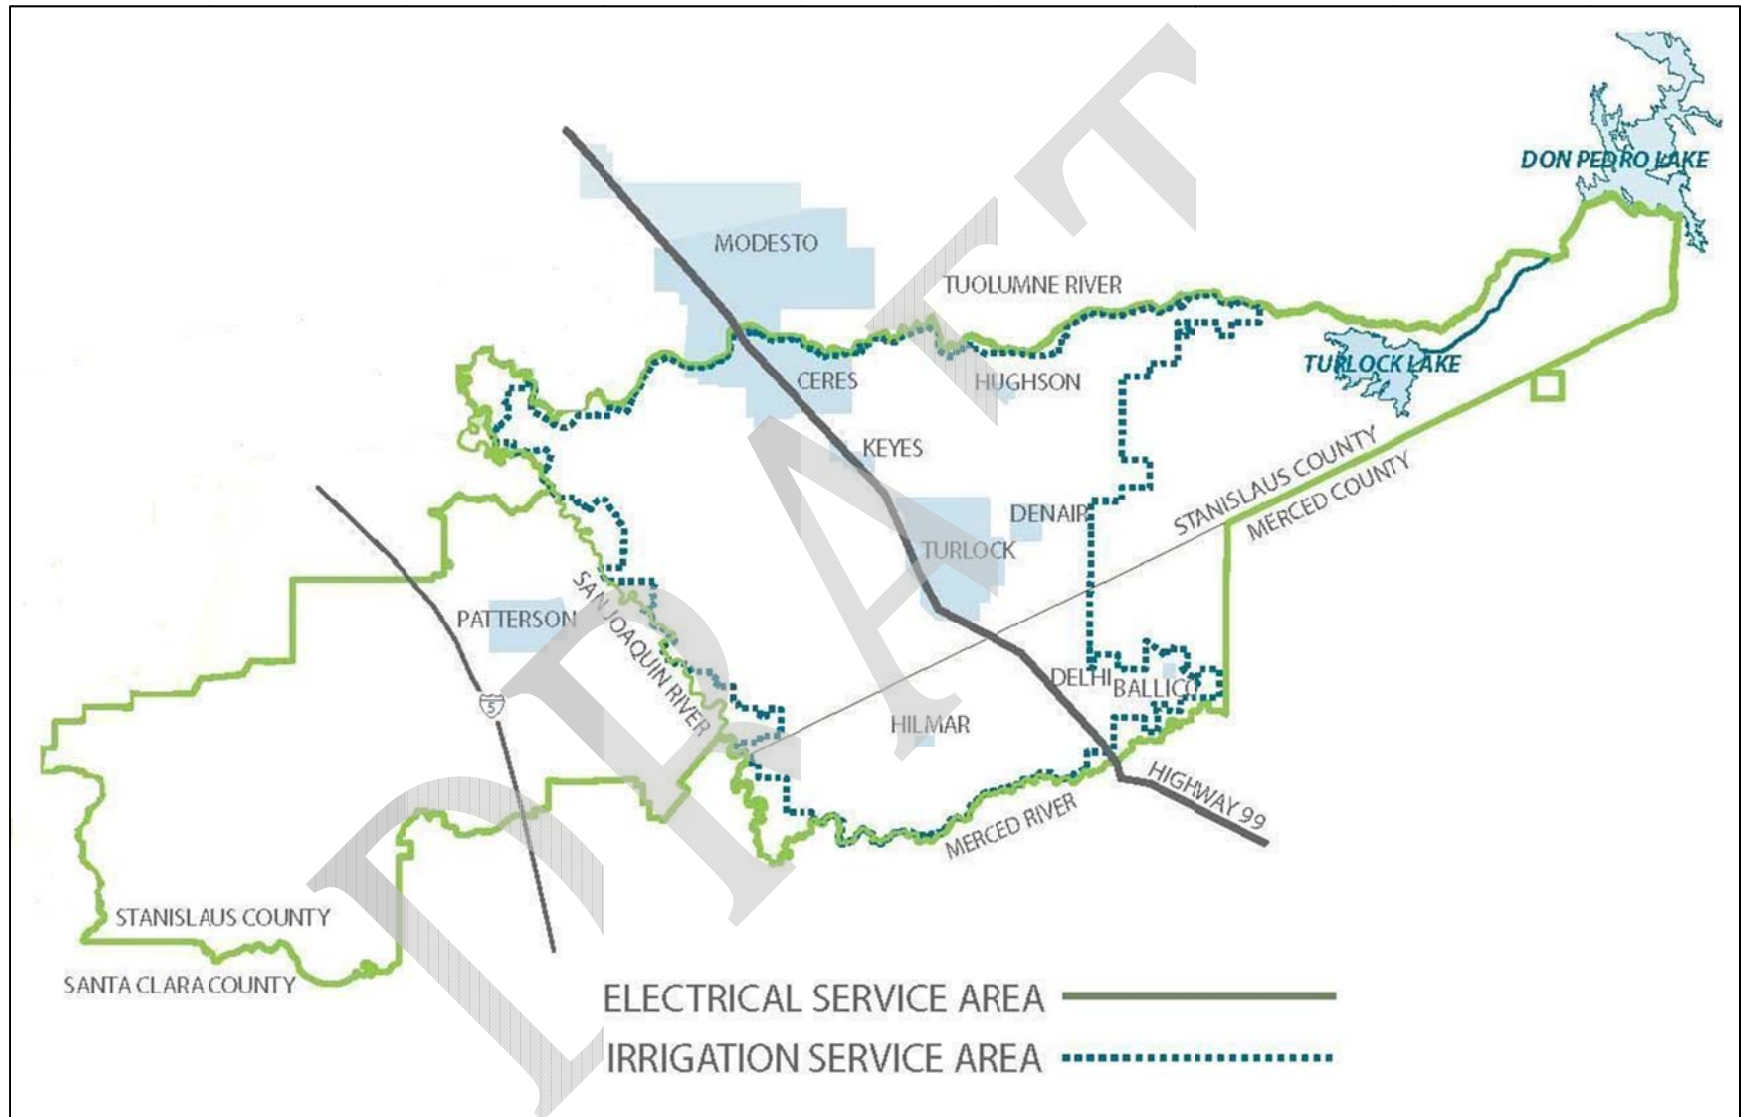 DON PEDRO LAKE
MODESTO
TUOLUMNE RIVER
TURLOCK LAKE
CERES
HUGHSON
KEYES
STANISLAUS COUNTY
MERCED COUNTY
DENAIR
TURLOCK
SAN JOAQUIN RIVER
PATTERSON
DELHI
BALLICO
5
HILMAR
HIGHWAY 99
MERCED RIVER
STANISLAUS COUNTY
SANTA CLARA COUNTY
ELECTRICAL SERVICE AREA
IRRIGATION SERVICE AREA
DRAFT